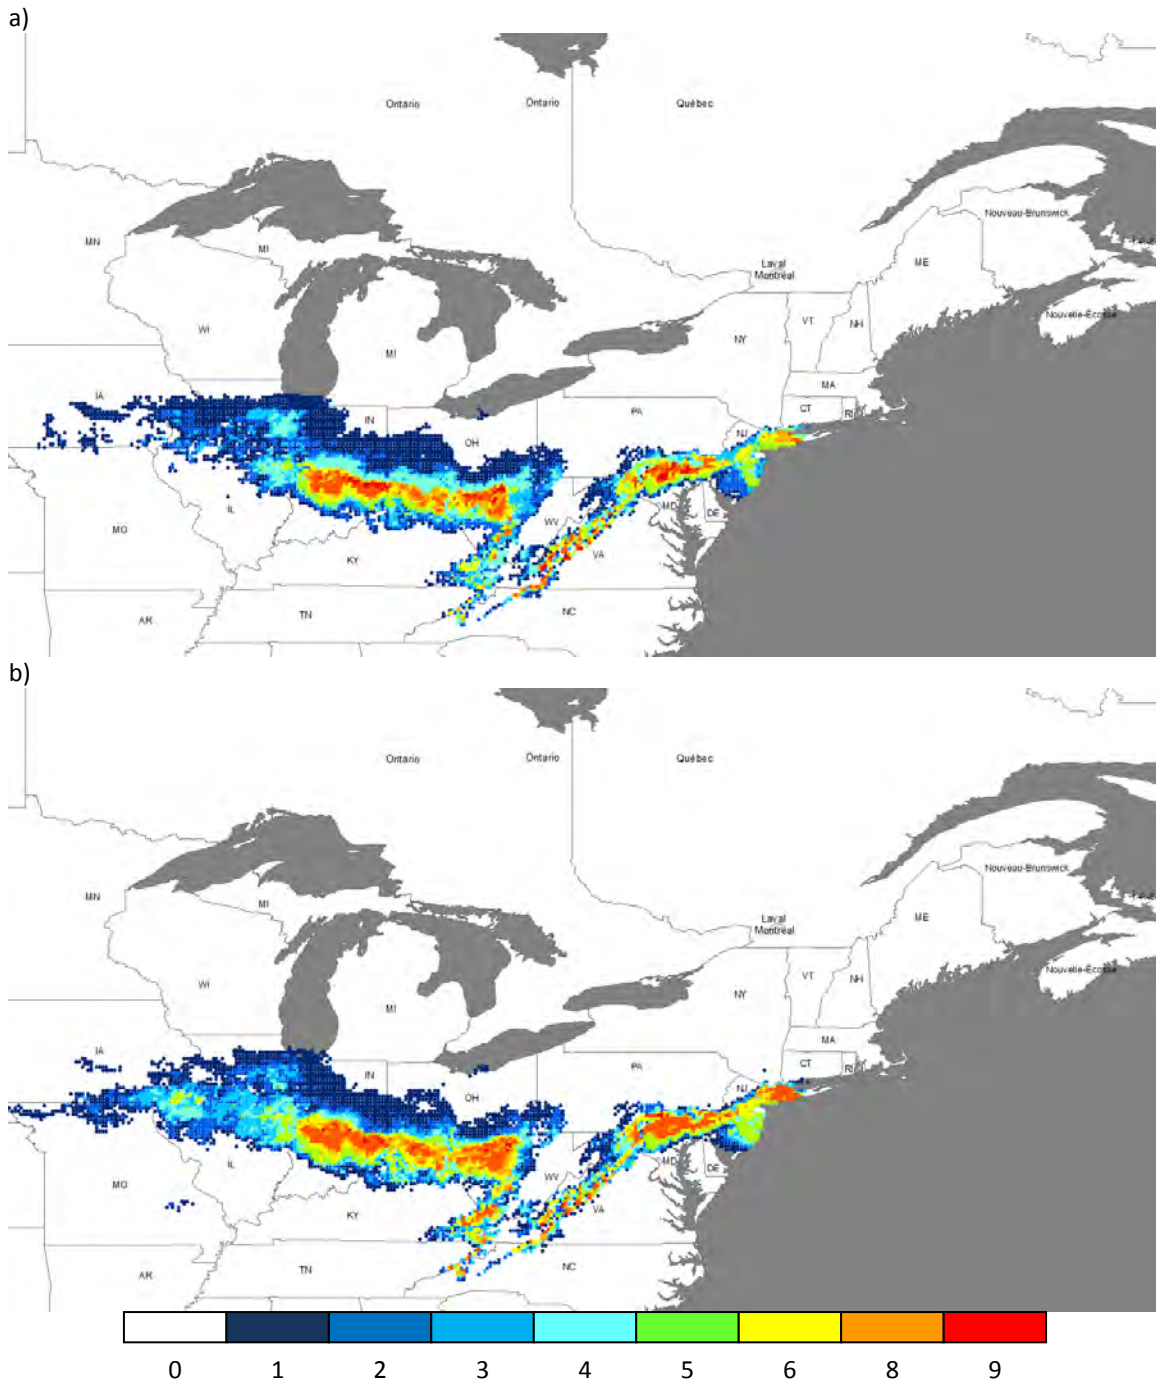 a)
Ontario Ontario Québec
Nouveau-Brunswick
MN MI
Laval
Montréal
ME
Nouvelle-Écosse
WI VT NH
NY
MI
MA
IA
CT
PA RI
IN
OH NJ
IL
MD DE
MO WV
VA
KY
TN NC
AR
b)
Ontario Ontario Québec
Nouveau-Brunswick
MN MI
Laval
Montréal
ME
Nouvelle-Écosse
WI VT NH
NY
MI
MA
IA
CT
PA RI
IN
OH NJ
IL
MD DE
MO WV
VA
KY
TN NC
AR
0 1 2 3 4 5 6 8 9